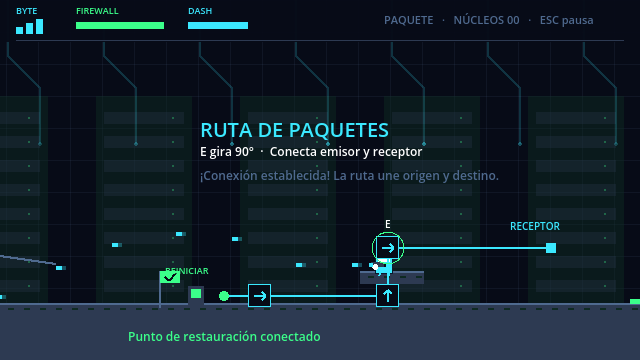 BYTE
FIREWALL
DASH
PAQUETE · NÚCLEOS 00 · ESC pausa
RUTA DE PAQUETES
E gira 90° · Conecta emisor y receptor
¡Conexión establecida! La ruta une origen y destino.
E
RECEPTOR
REINICIAR
Punto de restauración conectado